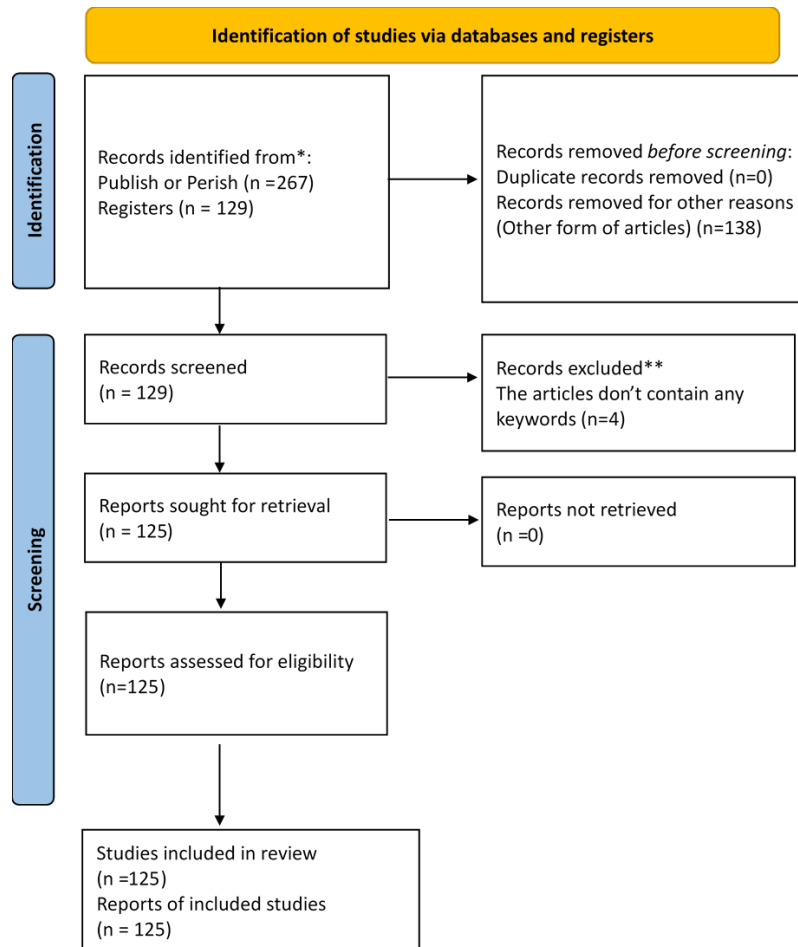 Identification of studies via databases and registers
Identification
Records identified from*:
Publish or Perish (n =267)
Registers (n = 129)
Records removed before screening:
Duplicate records removed (n=0)
Records removed for other reasons
(Other form of articles) (n=138)
Screening
Records screened
(n = 129)
Records excluded**
The articles don’t contain any
keywords (n=4)
Reports sought for retrieval
(n = 125)
Reports not retrieved
(n =0)
Reports assessed for eligibility
(n=125)
Studies included in review
(n =125)
Reports of included studies
(n = 125)